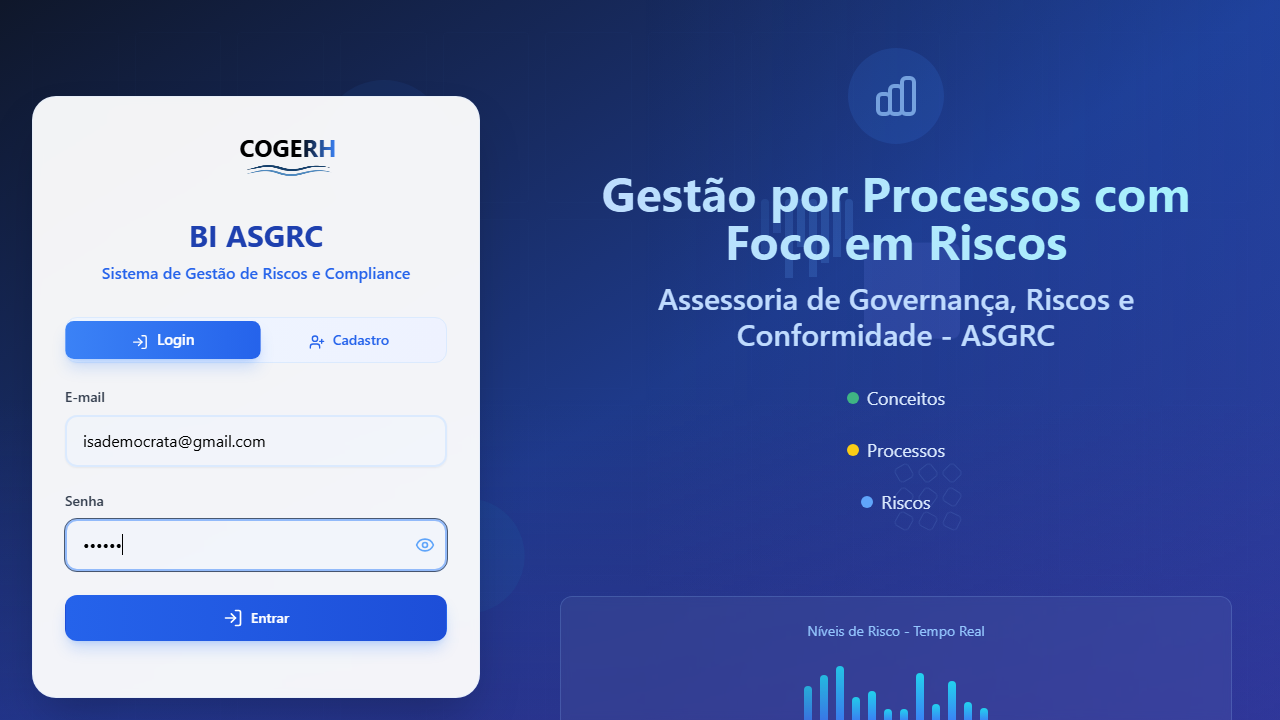 COGERH
BI ASGRC
Sistema de Gestão de Riscos e Compliance
Login
Cadastro
E-mail
isademocrata@gmail.com
Senha
••••••
Entrar
Gestão por Processos com
Foco em Riscos
Assessoria de Governança, Riscos e
Conformidade - ASGRC
Conceitos
Processos
Riscos
Níveis de Risco - Tempo Real